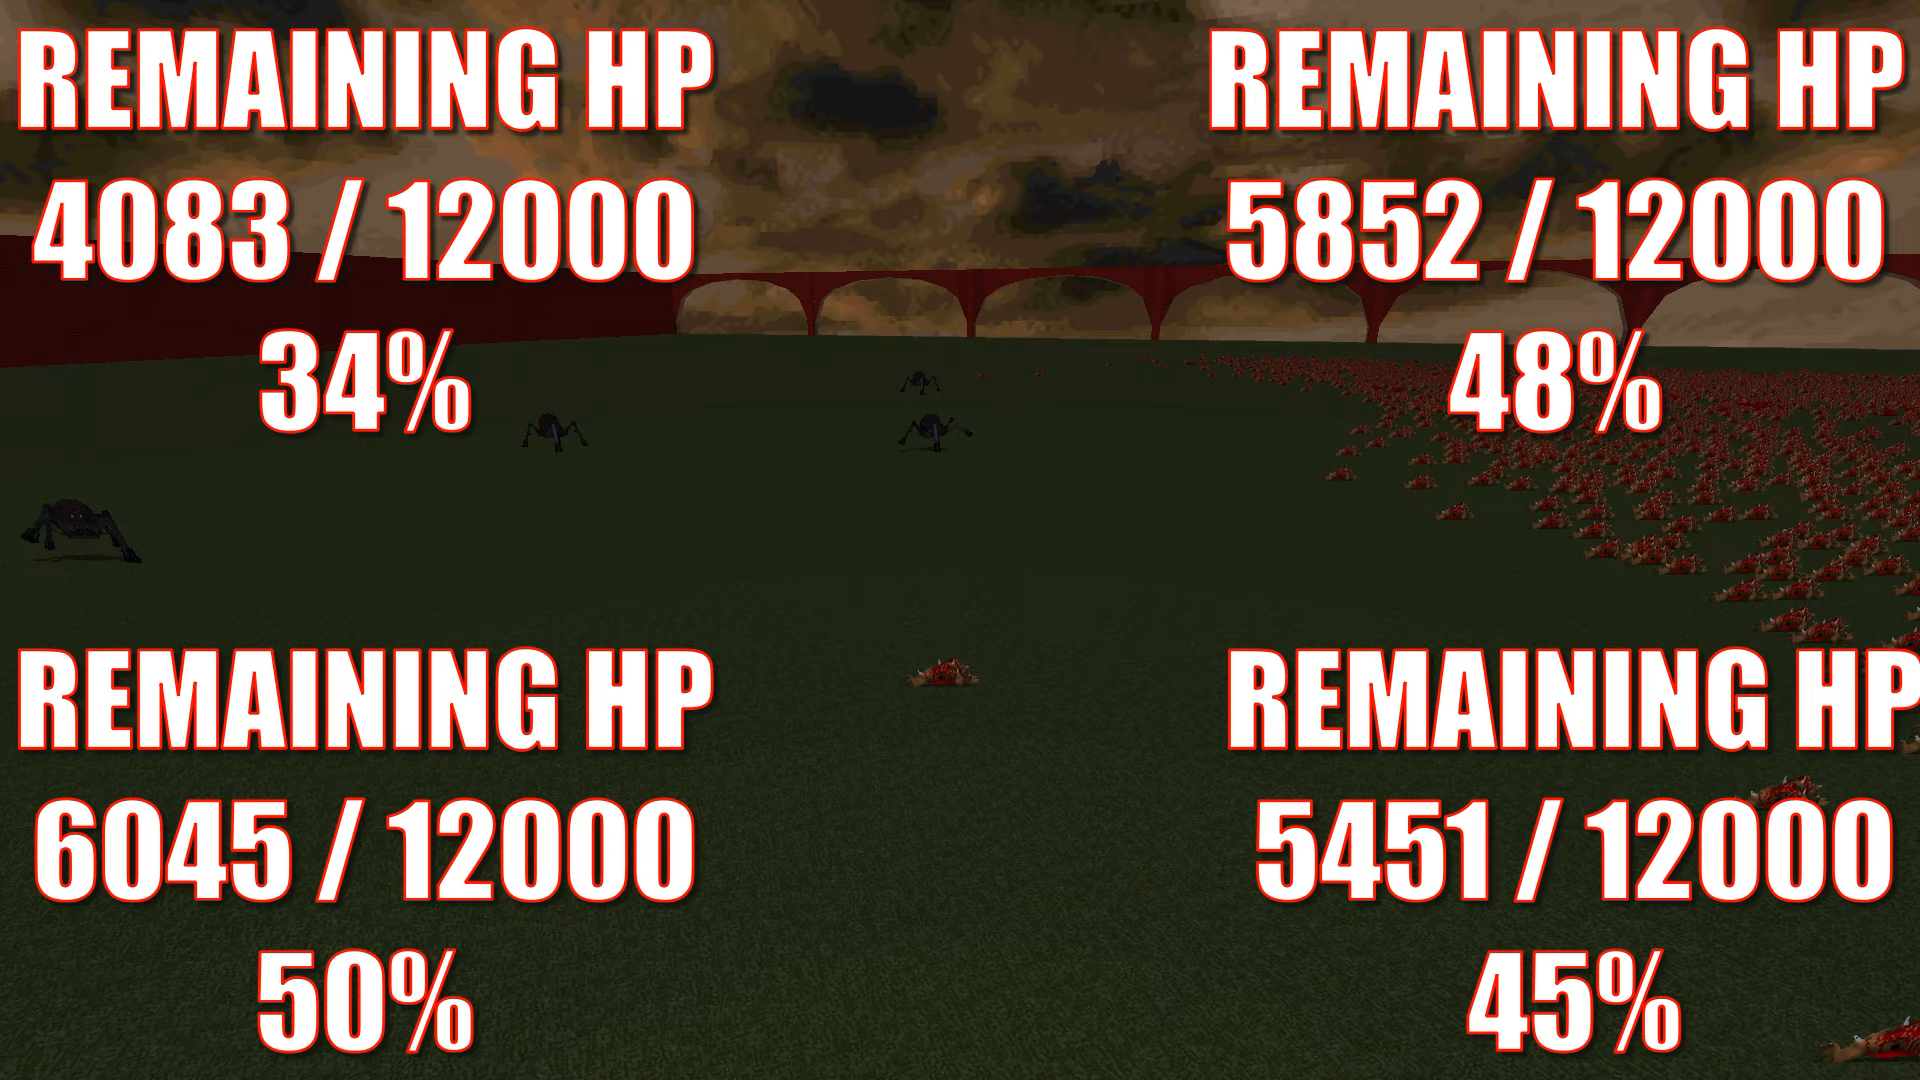 REMAINING HP
4083 / 12000
34%
REMAINING HP
5852 / 12000
48%
REMAINING HP
6045 / 12000
50%
REMAINING HP
5451 / 12000
45%